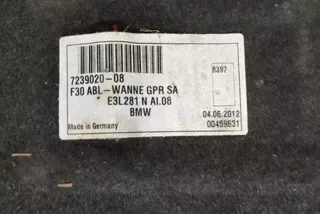 7239020-08
F30 ABL-WANNE GPR SA
E3L281 N AI.08
BMW
Made in Germany
8397
04.06.2012
00459631